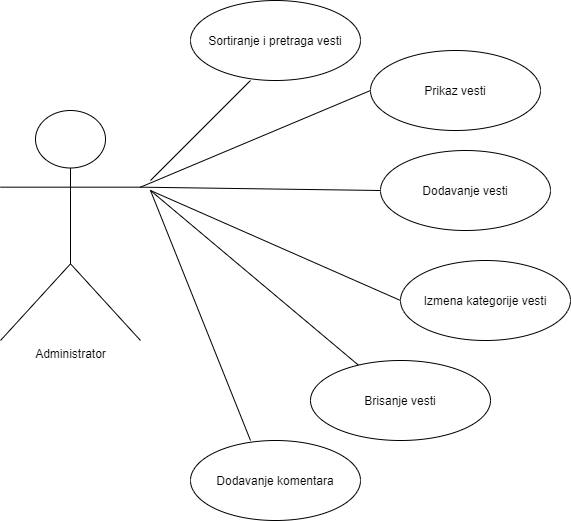 Sortiranje i pretraga vesti
Prikaz vesti
Dodavanje vesti
Izmena kategorije vesti
Administrator
Brisanje vesti
Dodavanje komentara